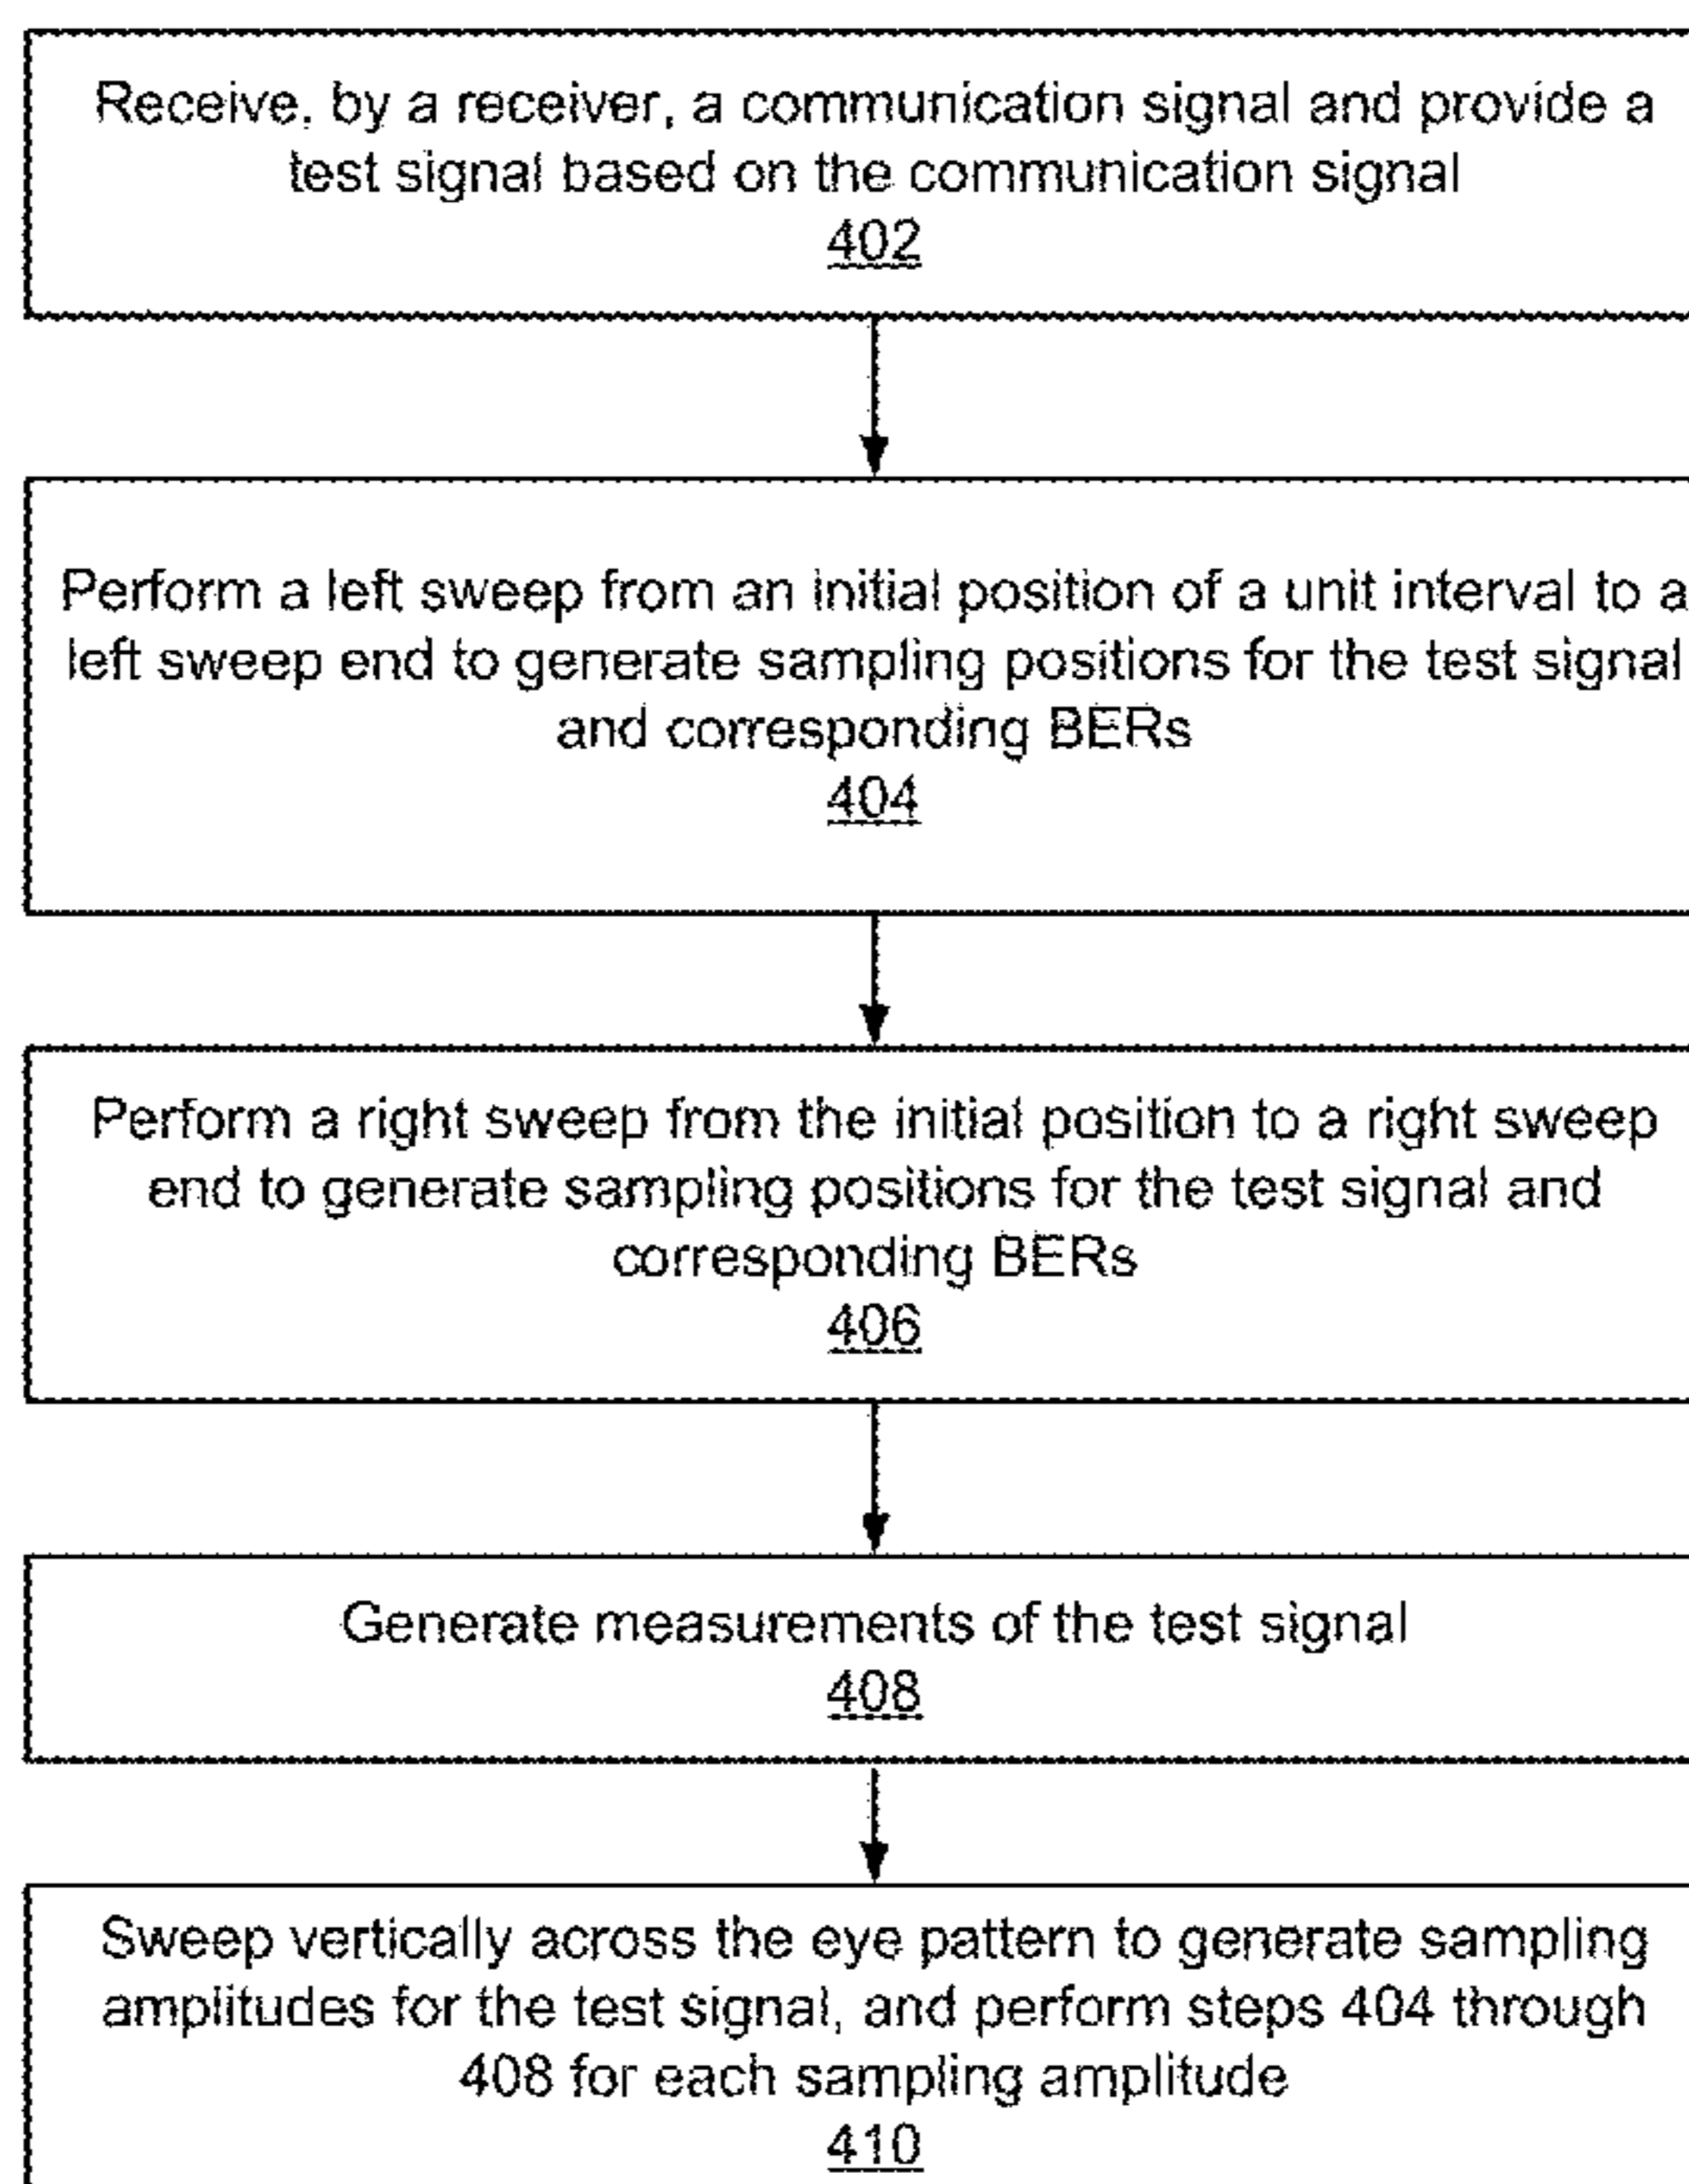 Receive, by a receiver, a communication signal and provide a
test signal based on the communication signal
402
Perform a left sweep from an initial position of a unit interval to a
left sweep end to generate sampling positions for the test signal
and corresponding BERs
404
Perform a right sweep from the initial position to a right sweep
end to generate sampling positions for the test signal and
corresponding BERs
406
Generate measurements of the test signal
408
Sweep vertically across the eye pattern to generate sampling
amplitudes for the test signal, and perform steps 404 through
408 for each sampling amplitude
410